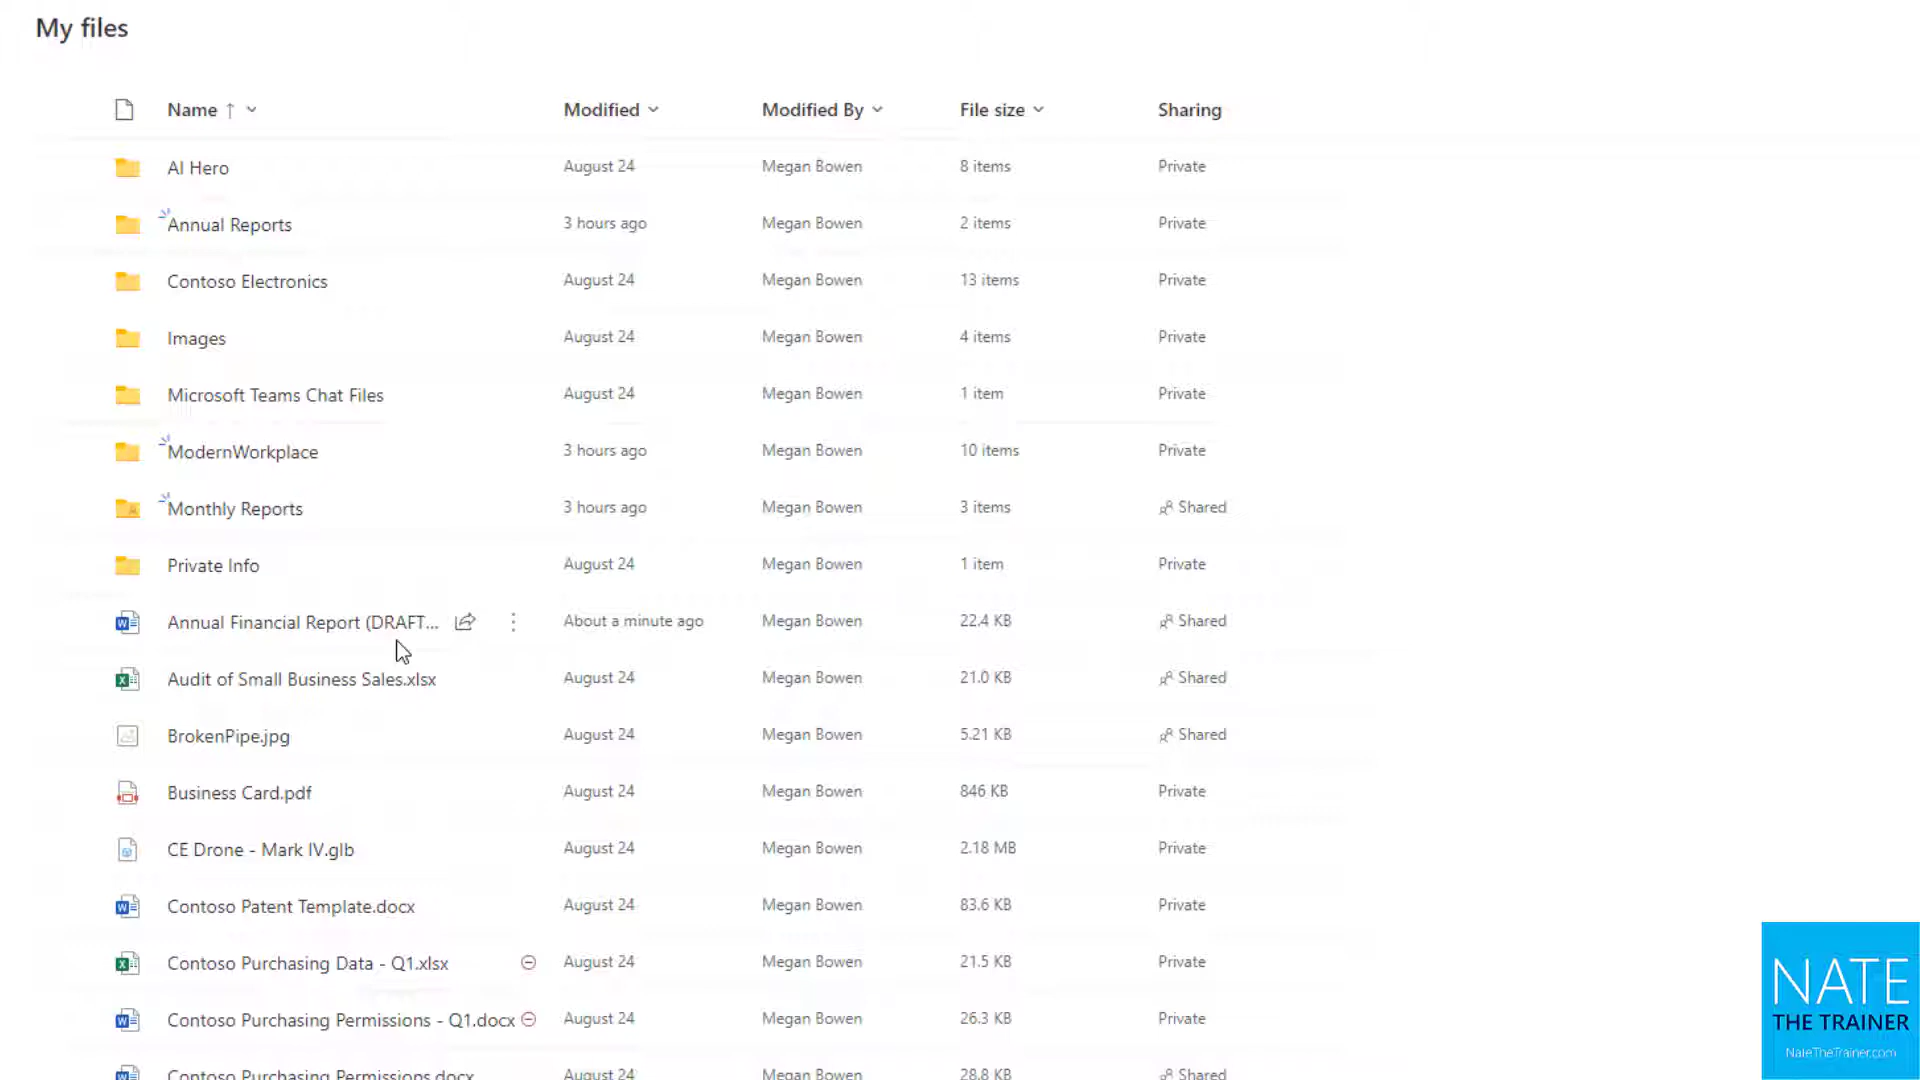 My files
Name Modified Modified By File size Sharing
AI Hero August 24 Megan Bowen 8 items Private
Annual Reports 3 hours ago Megan Bowen 2 items Private
Contoso Electronics August 24 Megan Bowen 13 items Private
Images August 24 Megan Bowen 4 items Private
Microsoft Teams Chat Files August 24 Megan Bowen 1 item Private
ModernWorkplace 3 hours ago Megan Bowen 10 items Private
Monthly Reports 3 hours ago Megan Bowen 3 items Shared
Private Info August 24 Megan Bowen 1 item Private
Annual Financial Report (DRAFT... About a minute ago Megan Bowen 22.4 KB Shared
Audit of Small Business Sales.xlsx August 24 Megan Bowen 21.0 KB Shared
BrokenPipe.jpg August 24 Megan Bowen 5.21 KB Shared
Business Card.pdf August 24 Megan Bowen 846 KB Private
CE Drone - Mark IV.glb August 24 Megan Bowen 2.18 MB Private
Contoso Patent Template.docx August 24 Megan Bowen 83.6 KB Private
Contoso Purchasing Data - Q1.xlsx August 24 Megan Bowen 21.5 KB Private
Contoso Purchasing Permissions - Q1.docx August 24 Megan Bowen 26.3 KB Private
Contoso Purchasing Permissions.docx August 24 Megan Bowen 28.8 KB Shared
NATE
THE TRAINER
NateTheTrainer.com